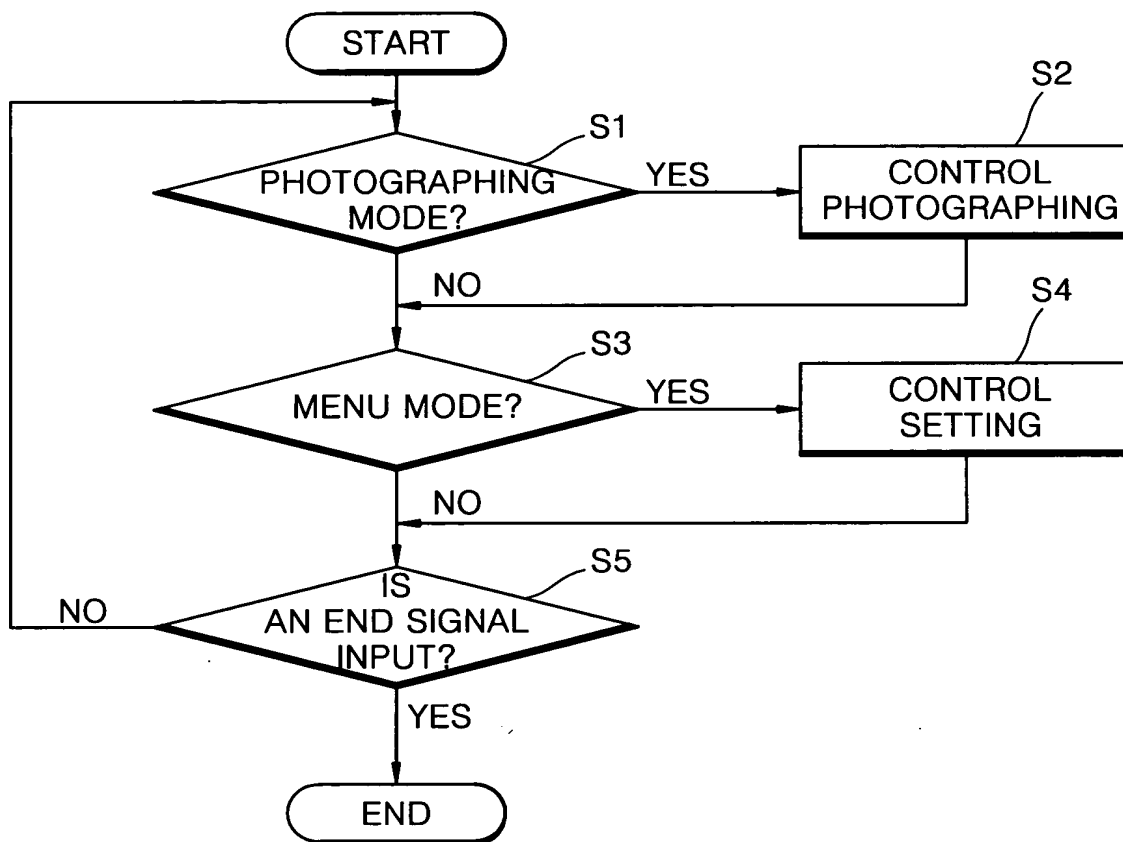 START
S1
S2
PHOTOGRAPHING
MODE?
YES
CONTROL
PHOTOGRAPHING
NO
S3
S4
MENU MODE?
YES
CONTROL
SETTING
NO
S5
IS
AN END SIGNAL
INPUT?
NO
YES
END